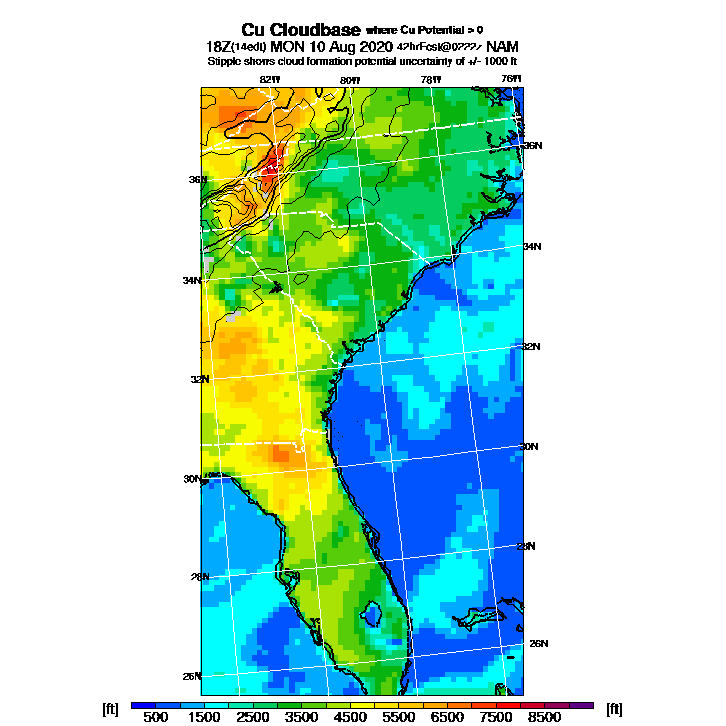 Cu Cloudbase where Cu Potential > 0
18Z(14edt) MON 10 Aug 2020 NAM
Stipple shows cloud formation potential uncertainty of +/- 1000 ft
82W 80W 78W 76W
36N
36N
34N
34N
32N
32N
30N
30N
28N
28N
26N
26N
[ft] 500 1500 2500 3500 4500 5500 6500 7500 8500 [ft]